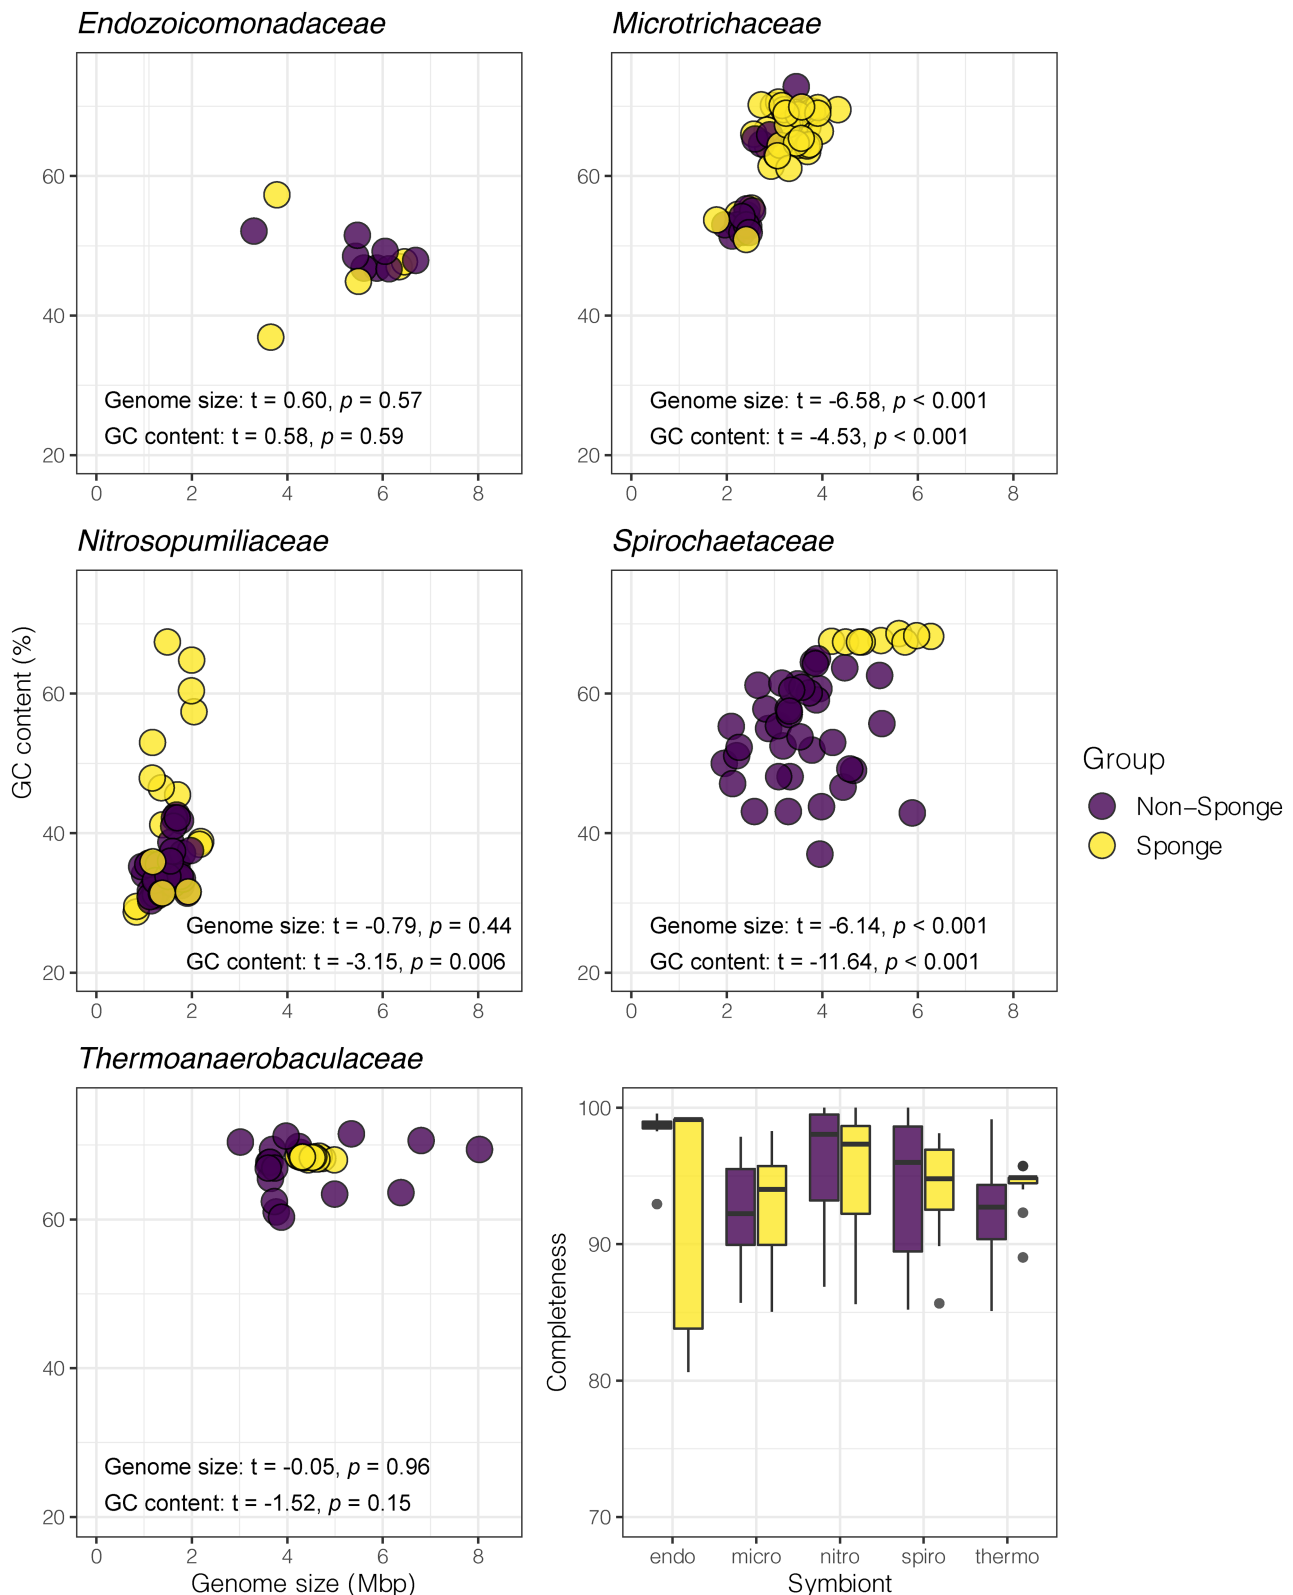 Endozoicomonadaceae
60
40
20
0 2 4 6 8
Genome size: t = 0.60, p = 0.57
GC content: t = 0.58, p = 0.59
Microtrichaceae
60
40
20
0 2 4 6 8
Genome size: t = -6.58, p < 0.001
GC content: t = -4.53, p < 0.001
Nitrosopumiliaceae
GC content (%)
60
40
20
0 2 4 6 8
Genome size: t = -0.79, p = 0.44
GC content: t = -3.15, p = 0.006
Spirochaetaceae
60
40
20
0 2 4 6 8
Genome size: t = -6.14, p < 0.001
GC content: t = -11.64, p < 0.001
Group
Non−Sponge
Sponge
Thermoanaerobaculaceae
60
40
20
0 2 4 6 8
Genome size: t = -0.05, p = 0.96
GC content: t = -1.52, p = 0.15
Genome size (Mbp)
Completeness
100
90
80
70
endo micro nitro spiro thermo
Symbiont